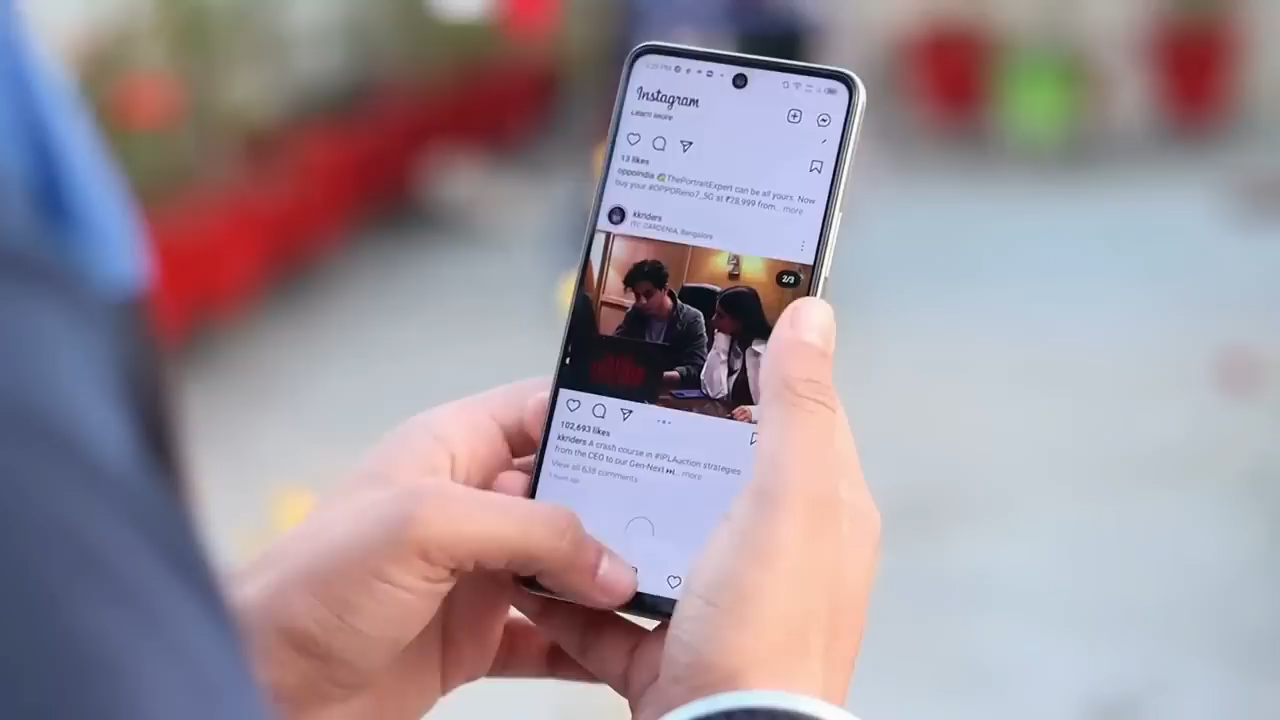 Instagram
Learn More
13 likes
oppoindia ThePortraitExpert can be all yours. Now
buy your #OPPOReno7_5G at ₹28,999 from... more
kkriders
ITC GARDENIA, Bangalore
2/3
102,693 likes
kkriders A crash course in #IPLAuction strategies
from the CEO to our Gen-Next ⏭... more
View all 638 comments